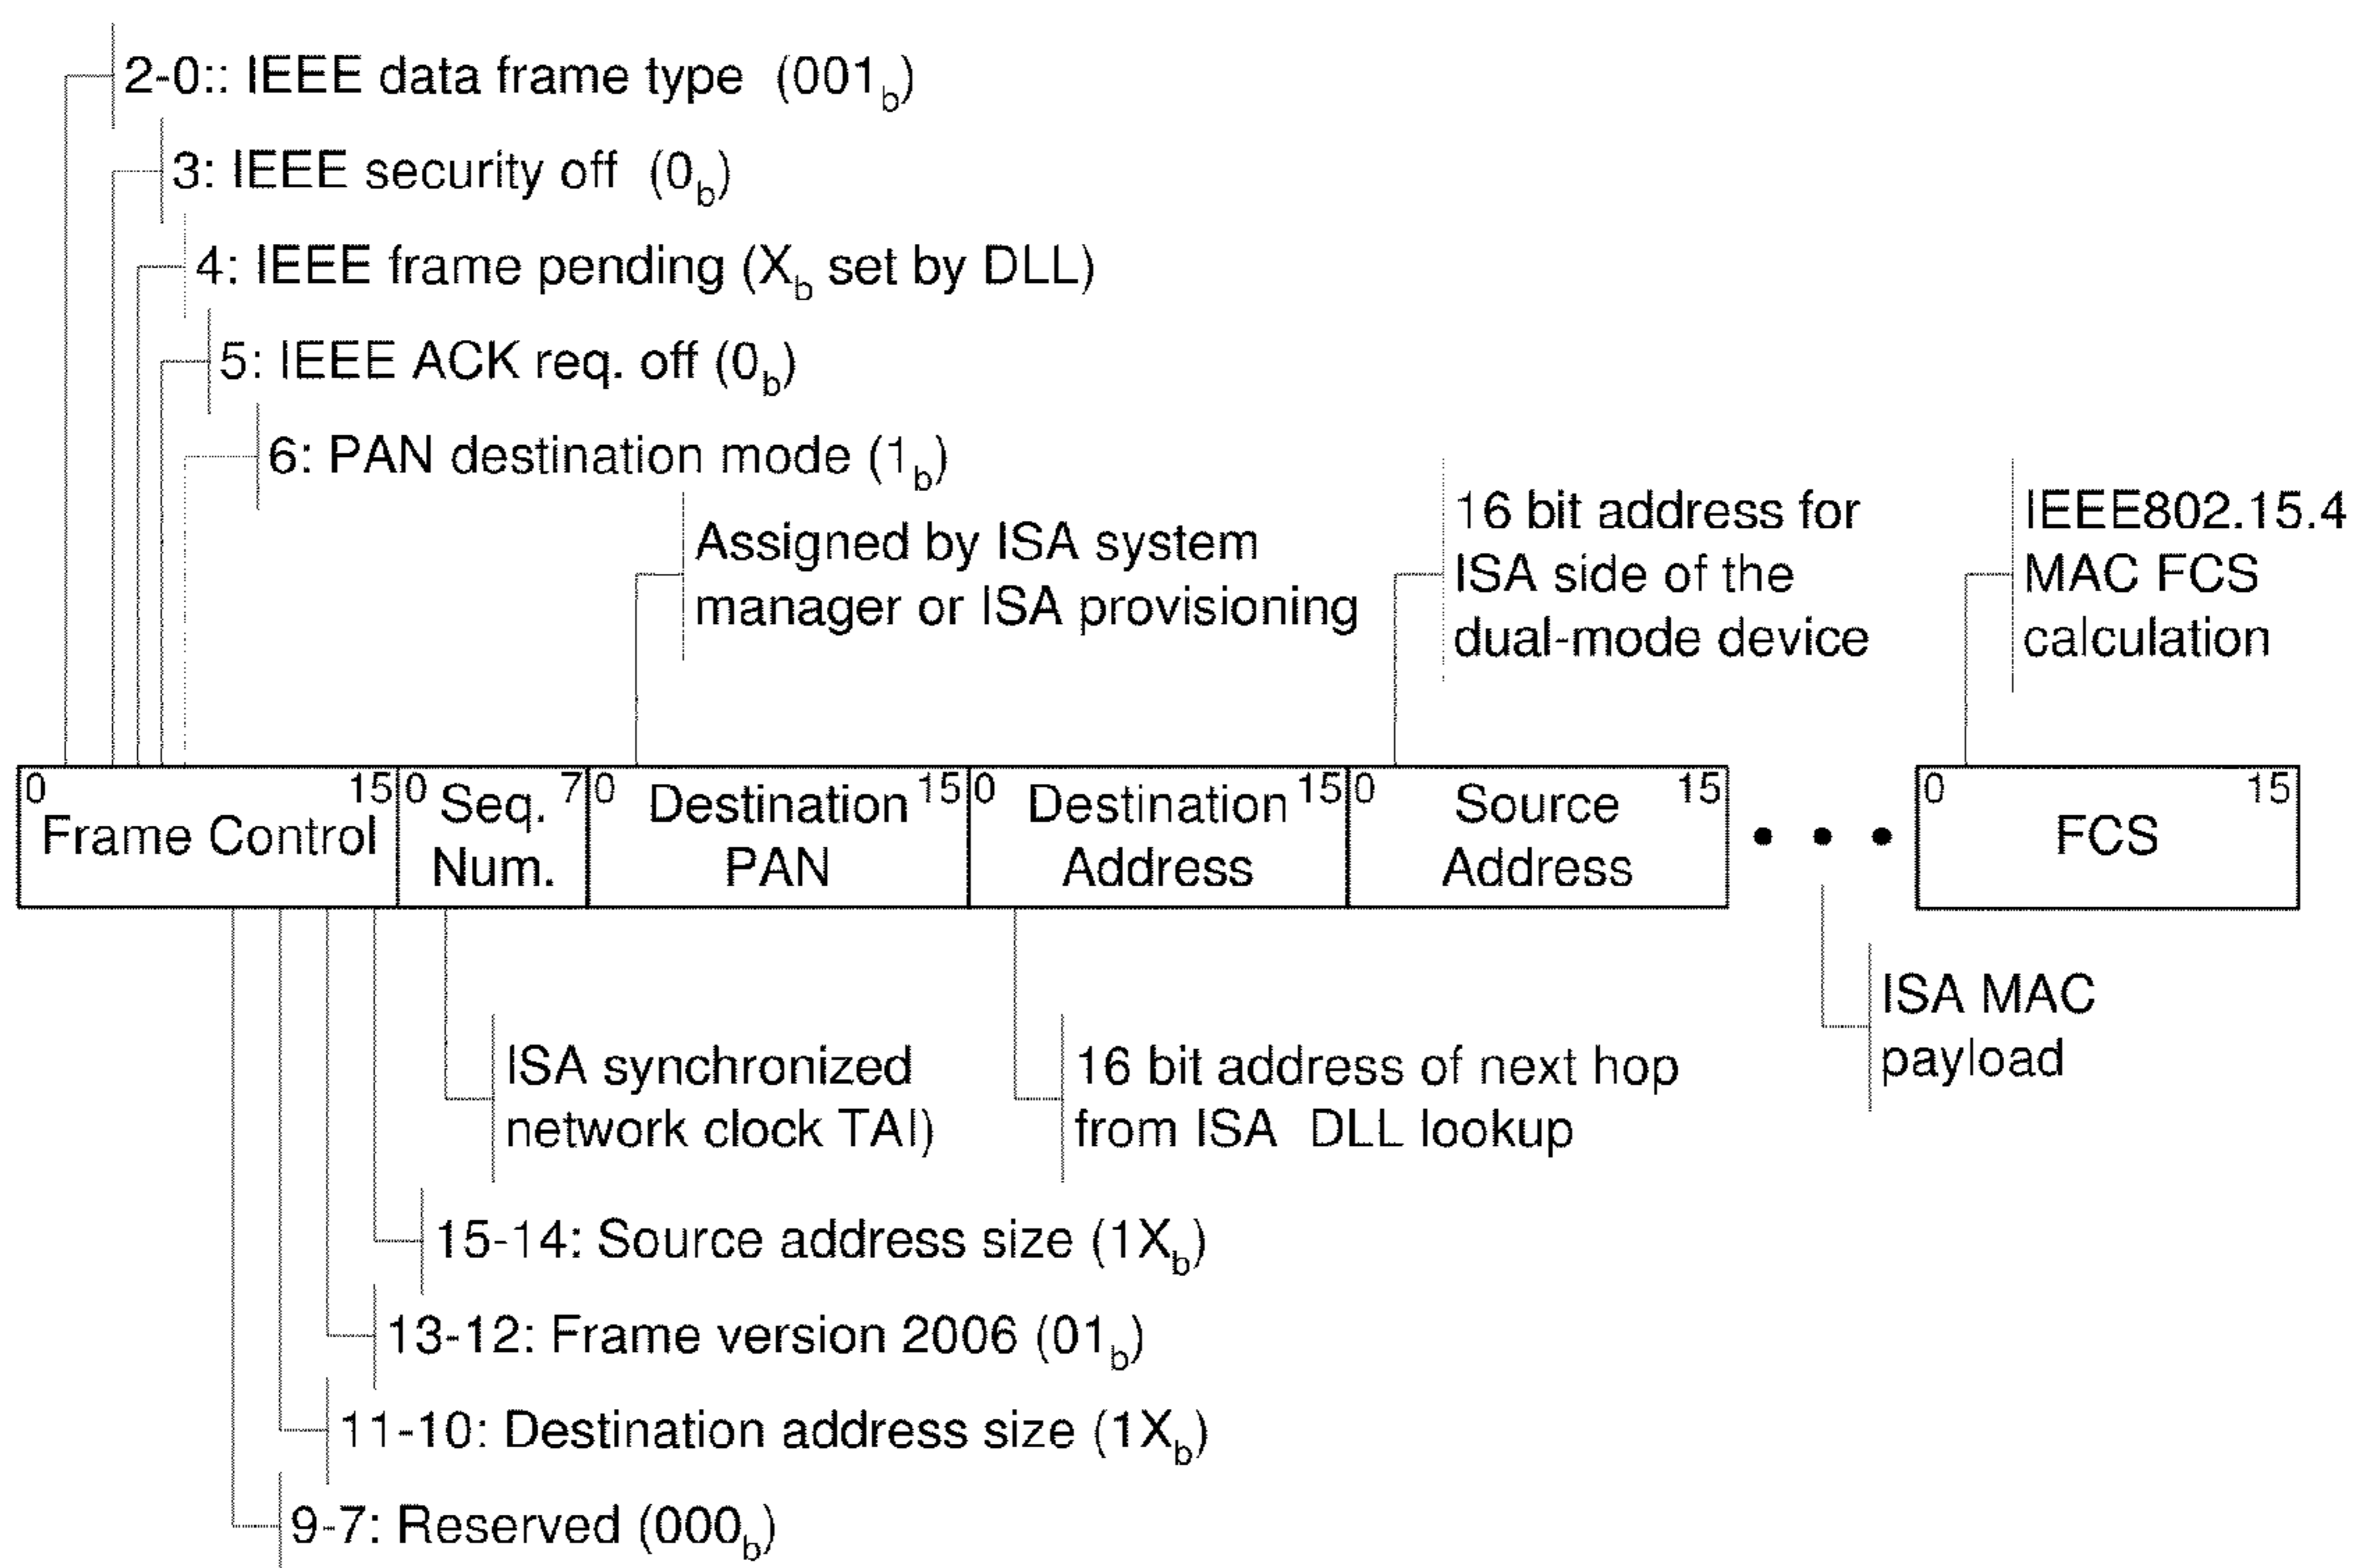 2-0:: IEEE data frame type (001b)
3: IEEE security off (0b)
4: IEEE frame pending (Xb set by DLL)
5: IEEE ACK req. off (0b)
6: PAN destination mode (1b)
Assigned by ISA system
manager or ISA provisioning
16 bit address for
ISA side of the
dual-mode device
IEEE802.15.4
MAC FCS
calculation
0 15
Frame Control
0 7
Seq.
Num.
0 15
Destination
PAN
0 15
Destination
Address
0 15
Source
Address
• • •
0 15
FCS
ISA MAC
payload
ISA synchronized
network clock TAI)
16 bit address of next hop
from ISA DLL lookup
15-14: Source address size (1Xb)
13-12: Frame version 2006 (01b)
11-10: Destination address size (1Xb)
9-7: Reserved (000b)